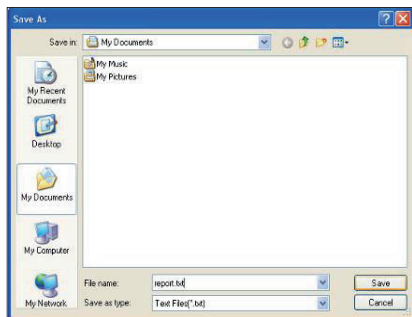 Save As
Save in: My Documents
My Music
My Pictures
My Recent
Documents
Desktop
My Documents
My Computer
My Network
File name: report.txt
Save
Save as type: Text Files(*.txt)
Cancel